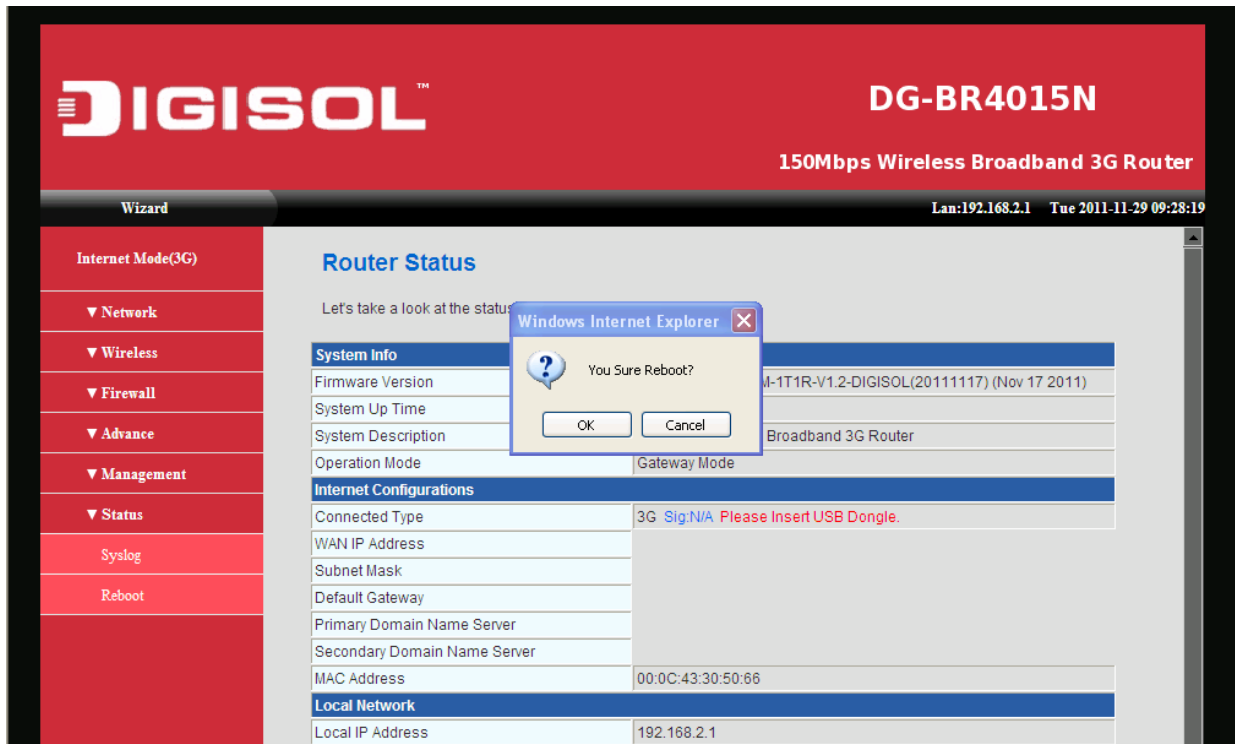 DIGISOL™
DG-BR4015N
150Mbps Wireless Broadband 3G Router
Wizard
Lan:192.168.2.1 Tue 2011-11-29 09:28:19
Internet Mode(3G)
▼ Network
▼ Wireless
▼ Firewall
▼ Advance
▼ Management
▼ Status
Syslog
Reboot
Router Status
Let's take a look at the status
Windows Internet Explorer
You Sure Reboot?
OK Cancel
System Info
Firmware Version M-1T1R-V1.2-DIGISOL(20111117) (Nov 17 2011)
System Up Time
System Description Broadband 3G Router
Operation Mode Gateway Mode
Internet Configurations
Connected Type 3G Sig:N/A Please Insert USB Dongle.
WAN IP Address
Subnet Mask
Default Gateway
Primary Domain Name Server
Secondary Domain Name Server
MAC Address 00:0C:43:30:50:66
Local Network
Local IP Address 192.168.2.1